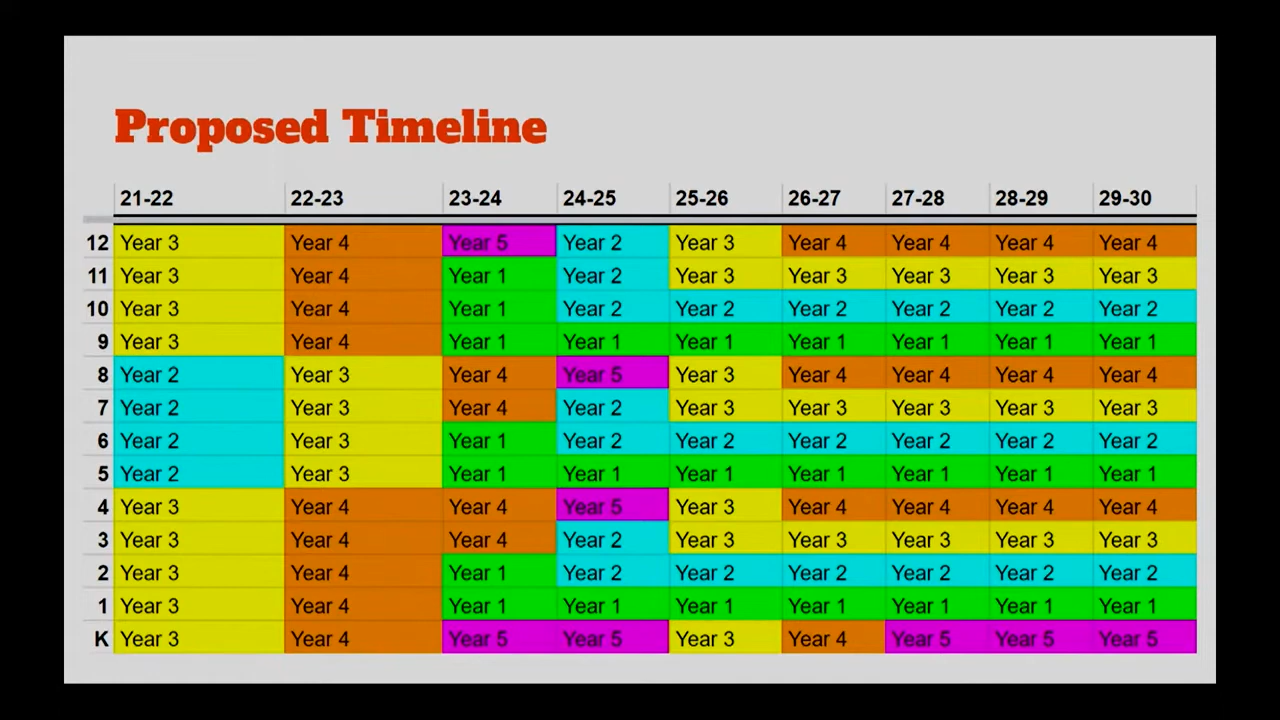 Proposed Timeline
21-22 22-23 23-24 24-25 25-26 26-27 27-28 28-29 29-30
12 Year 3 Year 4 Year 5 Year 2 Year 3 Year 4 Year 4 Year 4 Year 4
11 Year 3 Year 4 Year 1 Year 2 Year 3 Year 3 Year 3 Year 3 Year 3
10 Year 3 Year 4 Year 1 Year 2 Year 2 Year 2 Year 2 Year 2 Year 2
9 Year 3 Year 4 Year 1 Year 1 Year 1 Year 1 Year 1 Year 1 Year 1
8 Year 2 Year 3 Year 4 Year 5 Year 3 Year 4 Year 4 Year 4 Year 4
7 Year 2 Year 3 Year 4 Year 2 Year 3 Year 3 Year 3 Year 3 Year 3
6 Year 2 Year 3 Year 1 Year 2 Year 2 Year 2 Year 2 Year 2 Year 2
5 Year 2 Year 3 Year 1 Year 1 Year 1 Year 1 Year 1 Year 1 Year 1
4 Year 3 Year 4 Year 4 Year 5 Year 3 Year 4 Year 4 Year 4 Year 4
3 Year 3 Year 4 Year 4 Year 2 Year 3 Year 3 Year 3 Year 3 Year 3
2 Year 3 Year 4 Year 1 Year 2 Year 2 Year 2 Year 2 Year 2 Year 2
1 Year 3 Year 4 Year 1 Year 1 Year 1 Year 1 Year 1 Year 1 Year 1
K Year 3 Year 4 Year 5 Year 5 Year 3 Year 4 Year 5 Year 5 Year 5